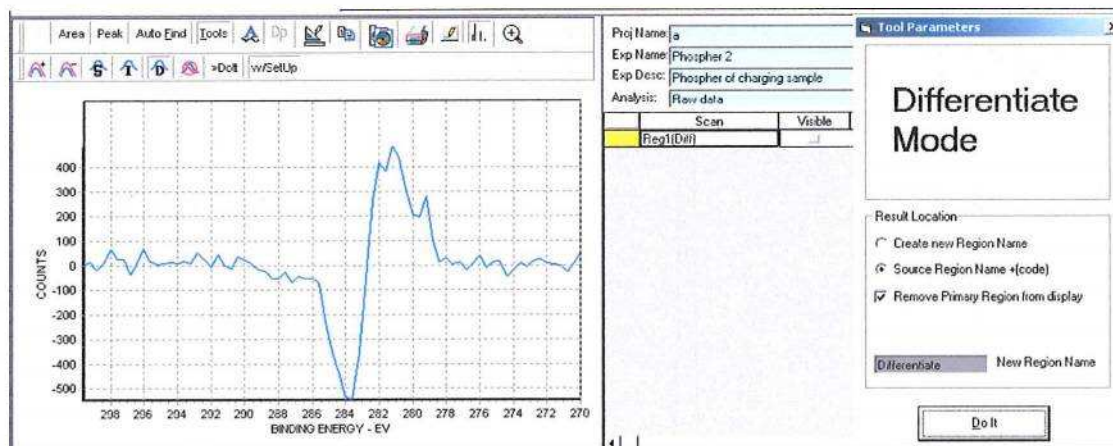 Area Peak Auto Find Tools Dp
S T D >DoIt w/SetUp
400
300
200
100
0
-100
-200
-300
-400
-500
COUNTS
298 296 294 292 290 288 286 284 282 280 278 276 274 272 270
BINDING ENERGY - EV
Proj Name: a
Exp Name: Phospher 2
Exp Desc: Phospher of charging sample
Analysis: Raw data
Scan Visible
Reg1(Diff)
Tool Parameters
Differentiate
Mode
Result Location
Create new Region Name
Source Region Name +(code)
Remove Primary Region from display
Differentiate New Region Name
Do It